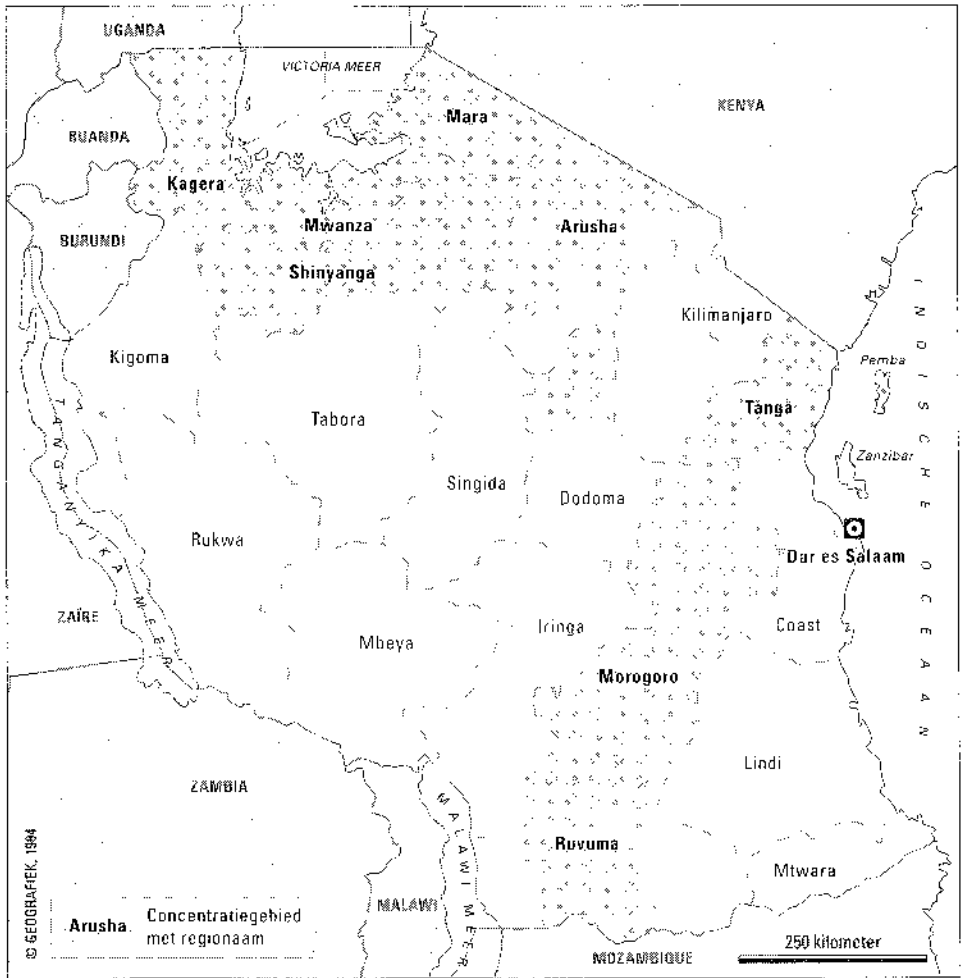 UGANDA
VICTORIA MEER
KENYA
Mara
RUANDA
Kagera
Mwanza
Arusha
BURUNDI
Shinyanga
Kilimanjaro
Kigoma
Pemba
Tanga
Tabora
Zanzibar
Singida
Dodoma
Rukwa
Dar es Salaam
INDISCHE OCEAAN
TANGANYIKA MEER
ZAÏRE
Iringa
Coast
Mbeya
Morogoro
Lindi
ZAMBIA
MALAWI MEER
Ruvuma
Mtwara
MALAWI
MOZAMBIQUE
250 kilometer
Arusha Concentratiegebied
met regionaam
© GEOGRAFIEK, 1984